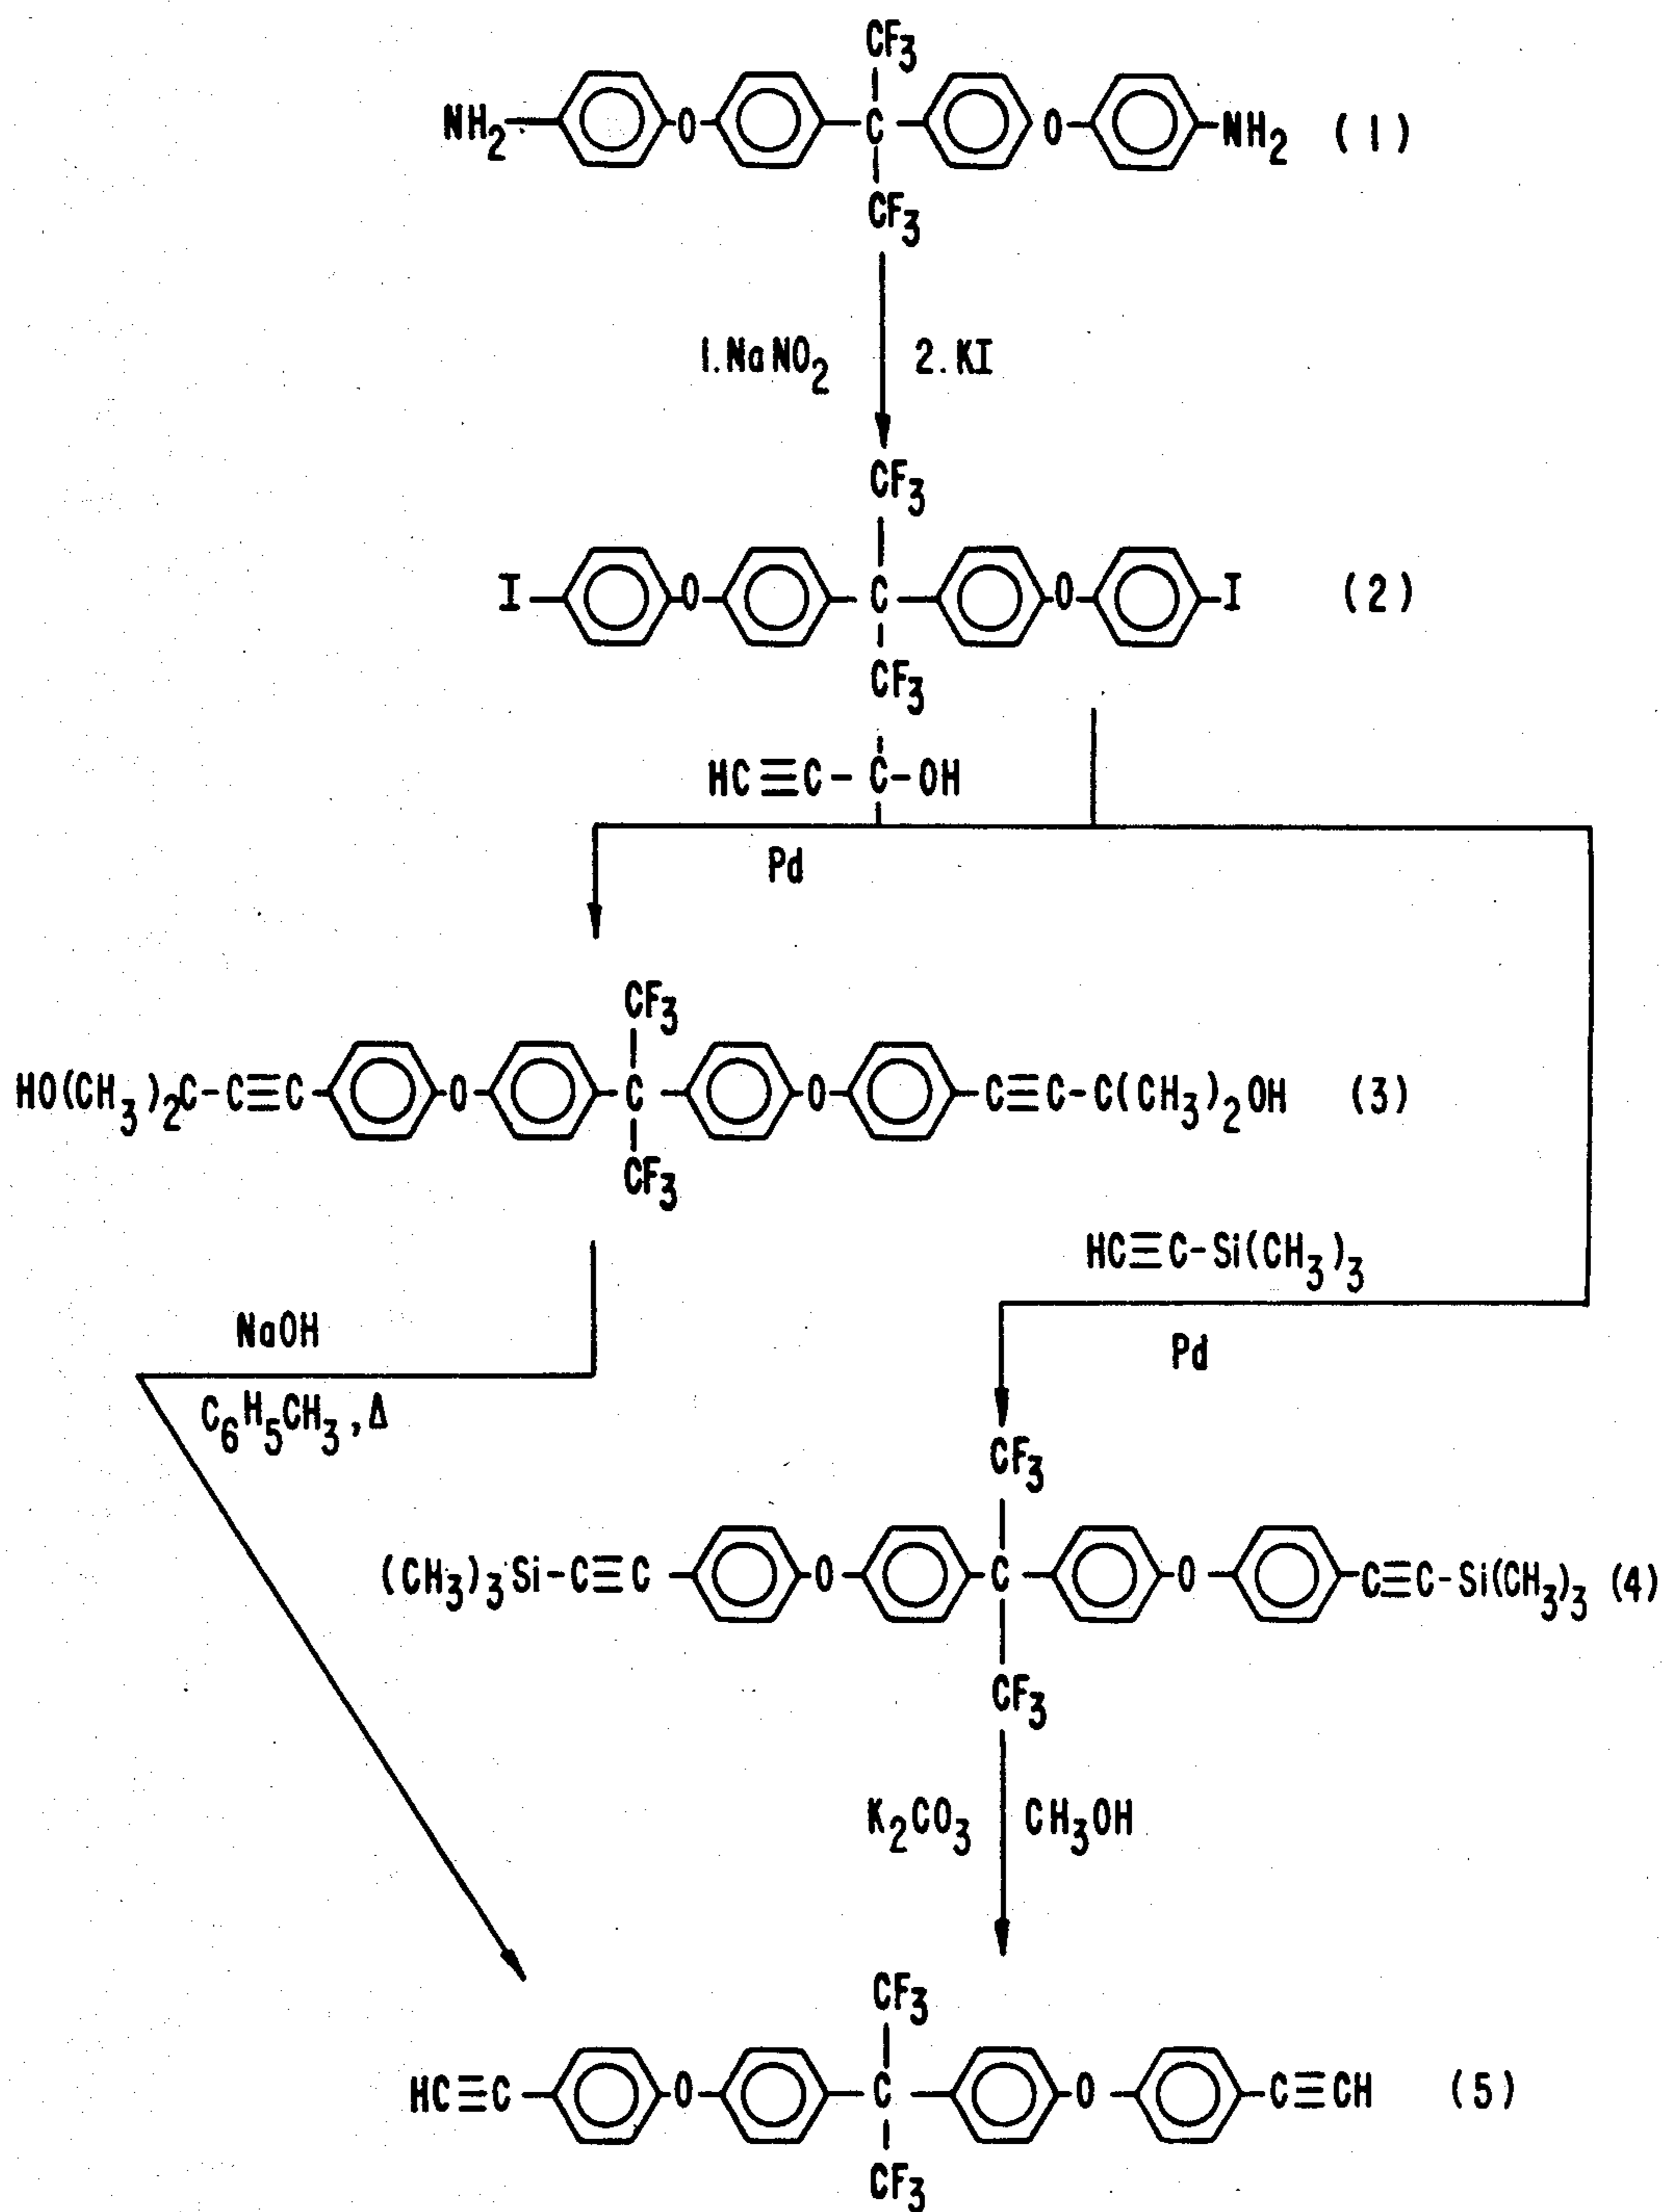 CF3
NH2 O C O NH2 (1)
CF3
1.NaNO2 2.KI
CF3
I O C O I (2)
CF3
HC≡C-C-OH
Pd
CF3
HO(CH3)2C-C≡C O C O C≡C-C(CH3)2OH (3)
CF3
HC≡C-Si(CH3)3
NaOH
Pd
C6H5CH3,Δ
CF3
(CH3)3Si-C≡C O C O C≡C-Si(CH3)3 (4)
CF3
K2CO3 CH3OH
CF3
HC≡C O C O C≡CH (5)
CF3